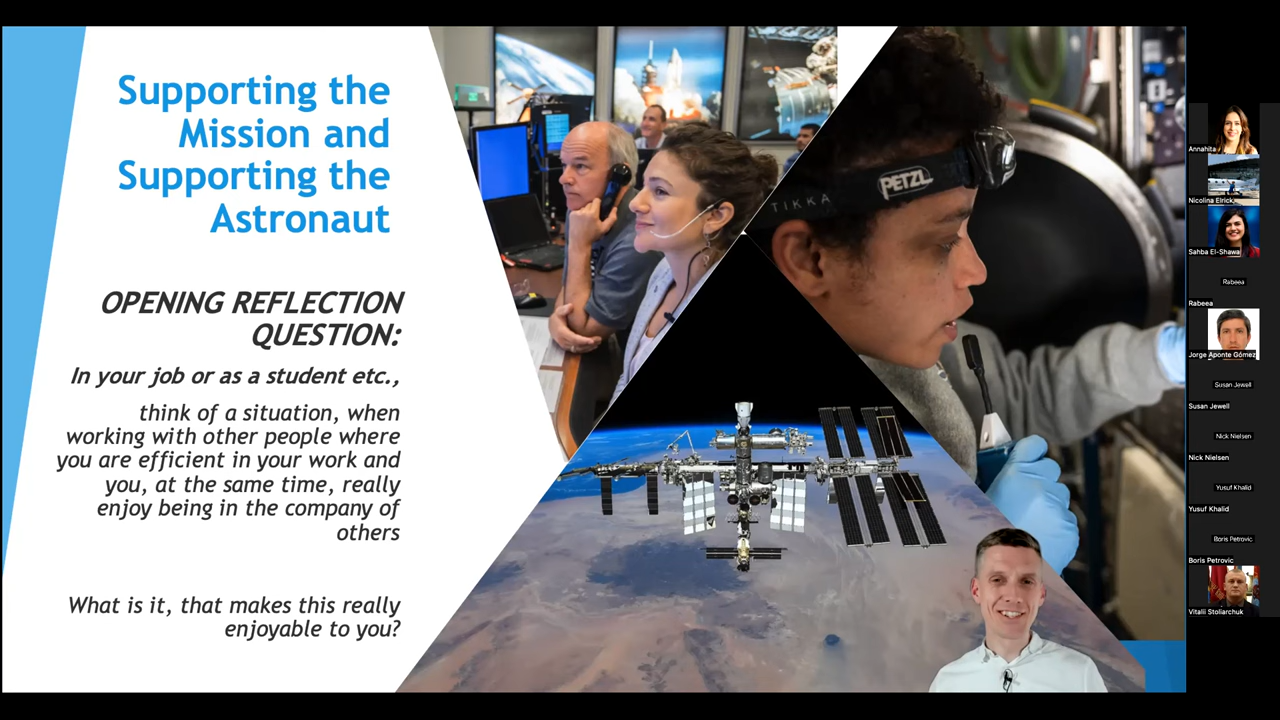 Supporting the
Mission and
Supporting the
Astronaut
OPENING REFLECTION
QUESTION:
In your job or as a student etc.,
think of a situation, when
working with other people where
you are efficient in your work and
you, at the same time, really
enjoy being in the company of
others
What is it, that makes this really
enjoyable to you?
PETZL
TIKKA
Annahita
Nicolina Elrick
Sahba El-Shawa
Rabeea
Rabeea
Jorge Aponte Gómez
Susan Jewell
Susan Jewell
Nick Nielsen
Nick Nielsen
Yusuf Khalid
Yusuf Khalid
Boris Petrovic
Boris Petrovic
Vitalii Stoliarchuk